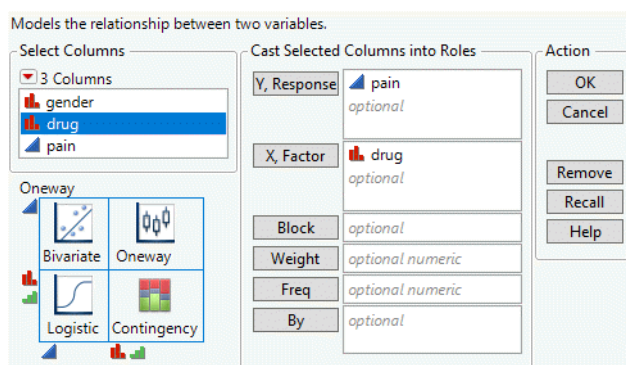 Models the relationship between two variables.
Select Columns
3 Columns
gender
drug
pain
Oneway
Bivariate Oneway
Logistic Contingency
Cast Selected Columns into Roles
Y, Response pain
optional
X, Factor drug
optional
Block optional
Weight optional numeric
Freq optional numeric
By optional
Action
OK
Cancel
Remove
Recall
Help